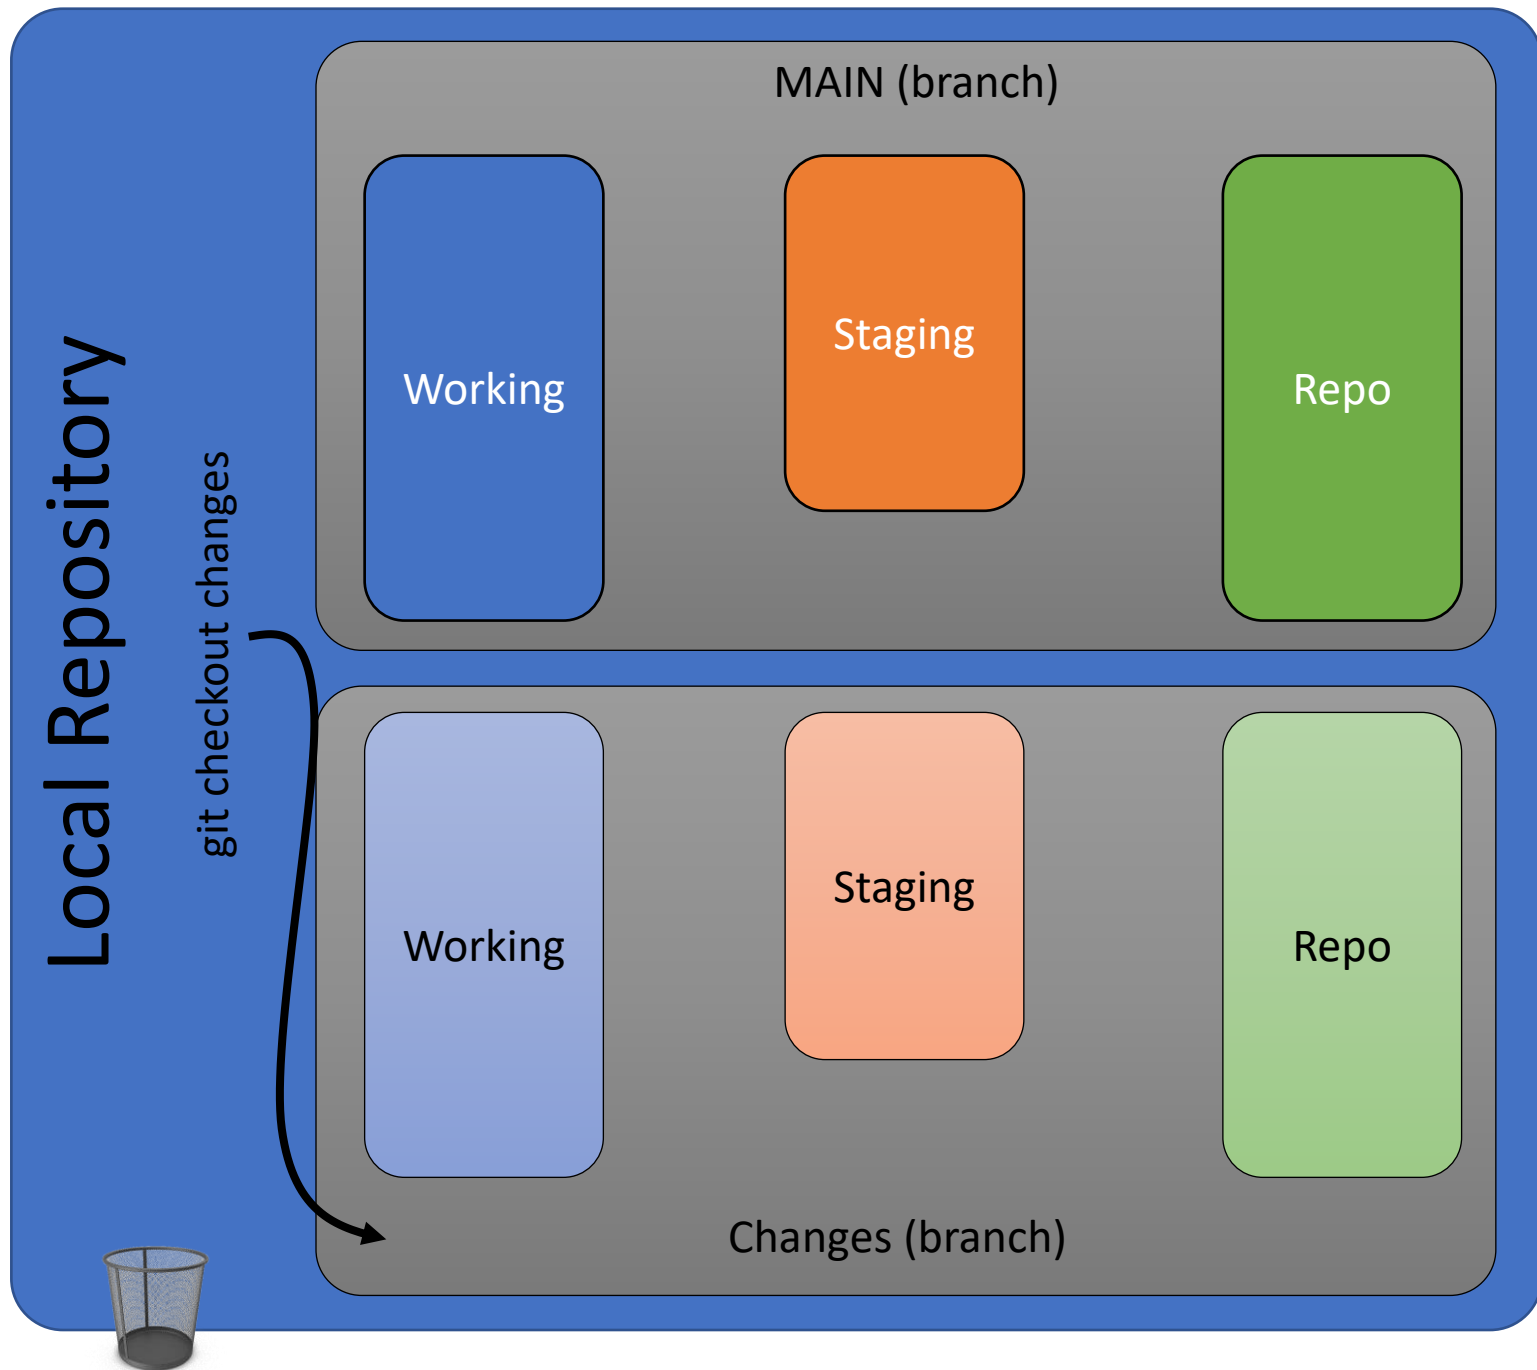 Local Repository
git checkout changes
MAIN (branch)
Working
Staging
Repo
Working
Staging
Repo
Changes (branch)